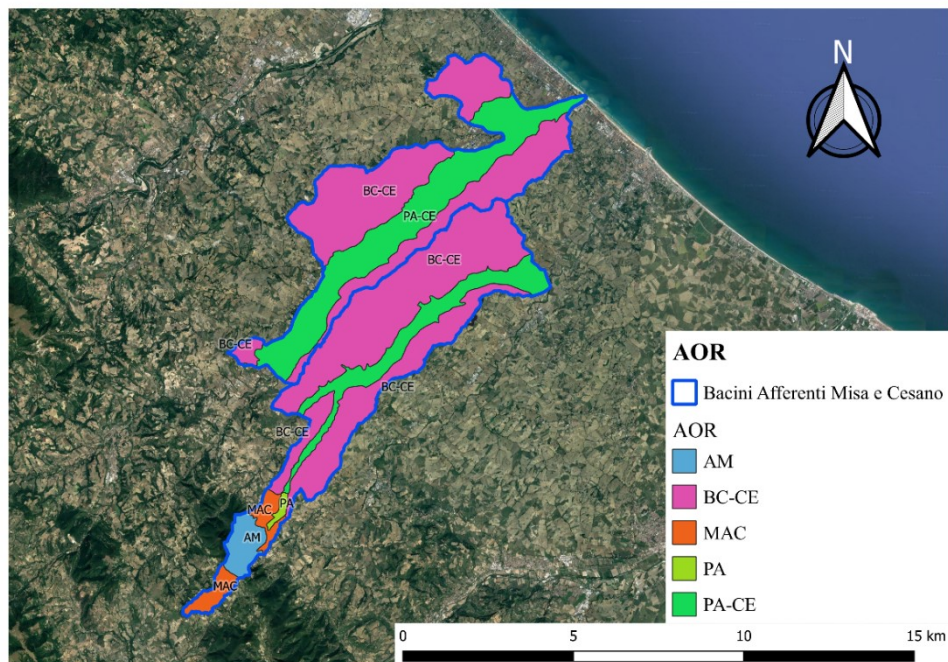 N
BC-CE
PA-CE
BC-CE
BC-CE
BC-CE
BC-CE
MAC
PA
AM
MAC
AOR
Bacini Afferenti Misa e Cesano
AOR
AM
BC-CE
MAC
PA
PA-CE
0 5 10 15 km